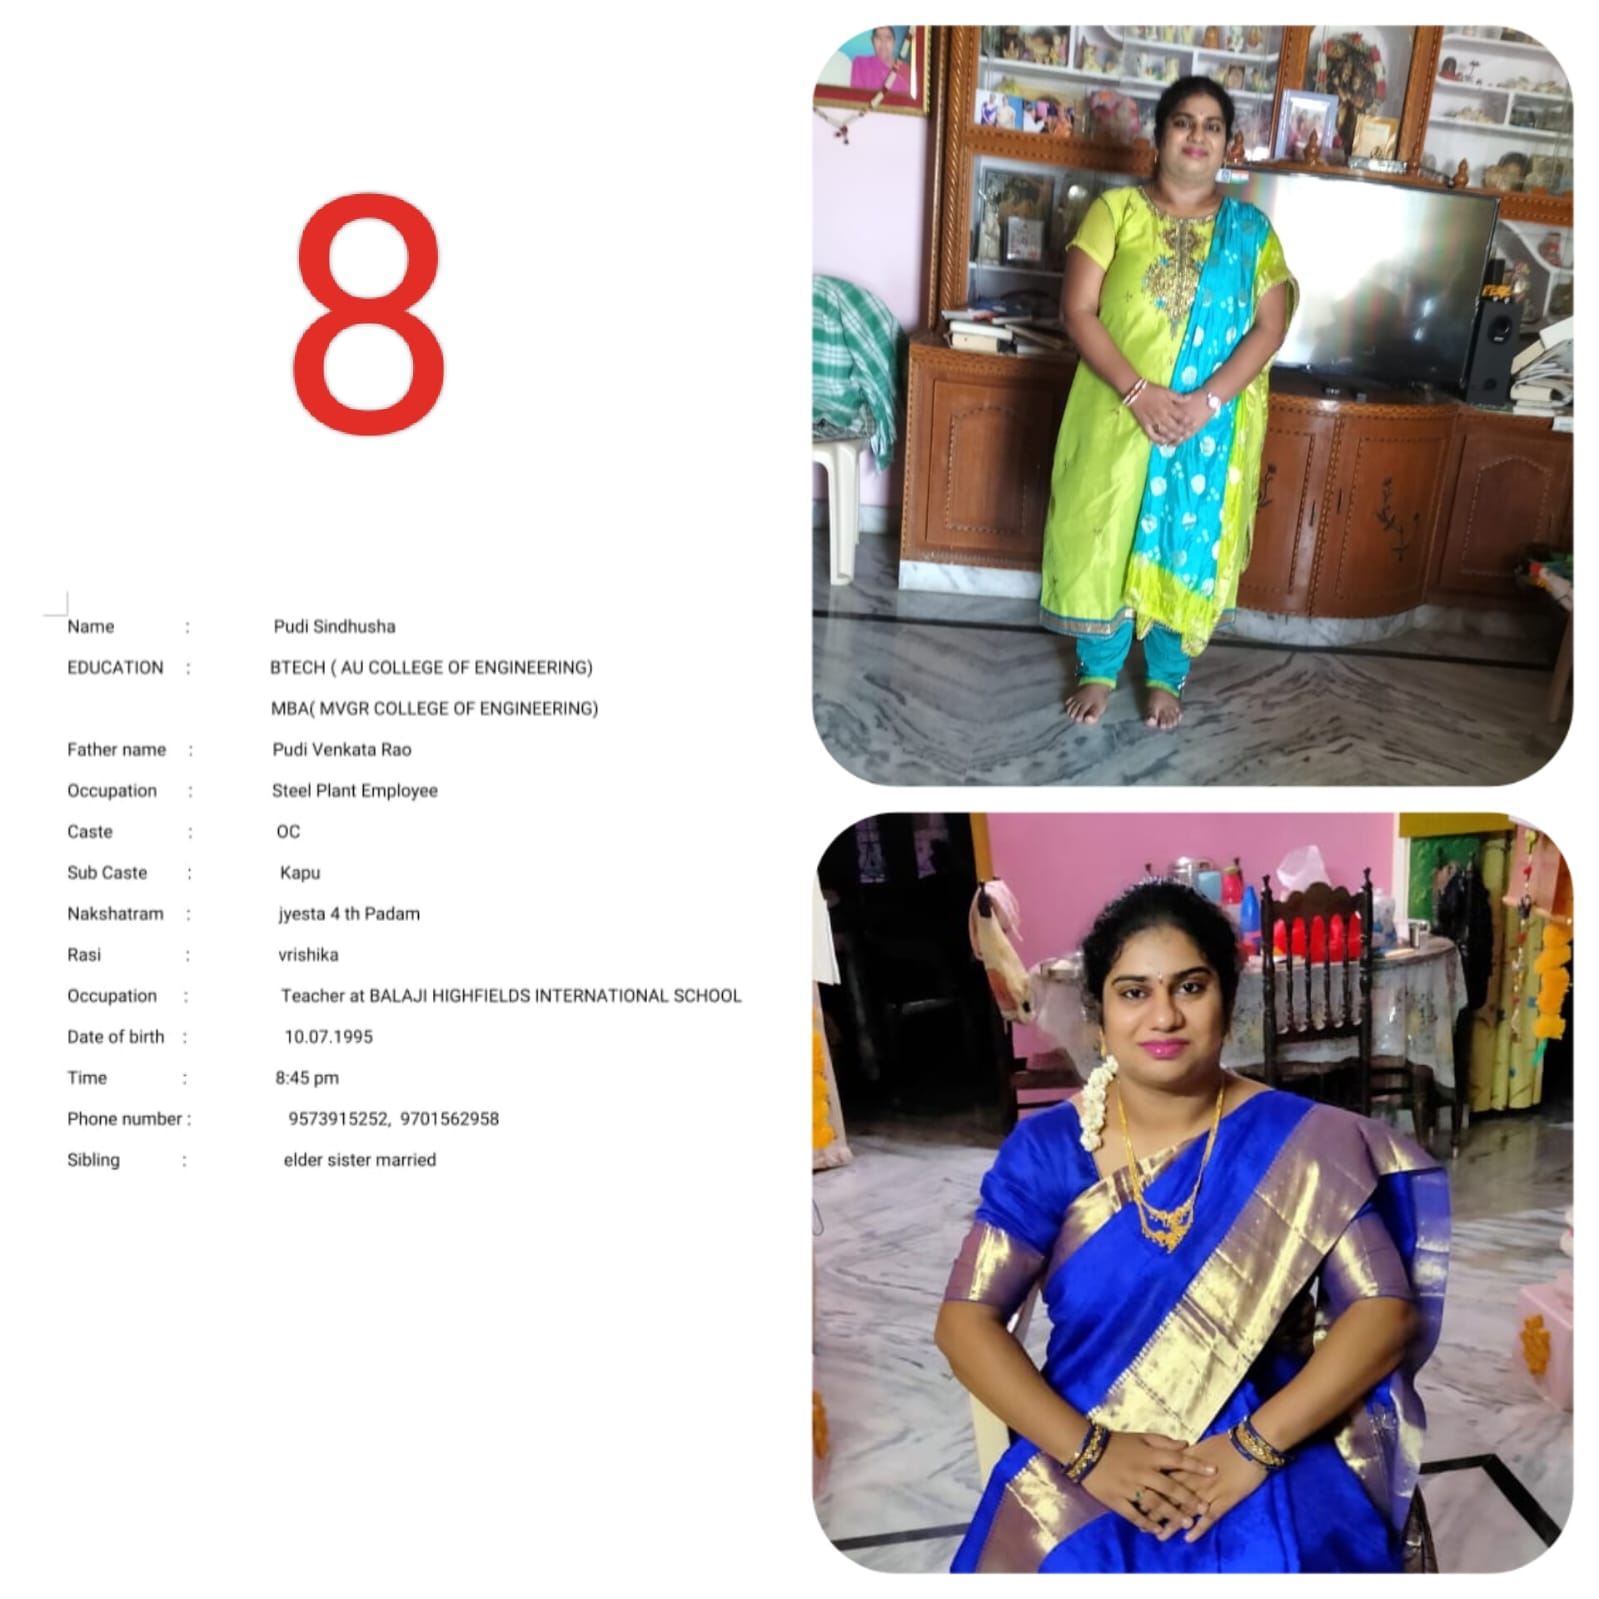 8
Name : Pudi Sindhusha
EDUCATION : BTECH ( AU COLLEGE OF ENGINEERING)
MBA( MVGR COLLEGE OF ENGINEERING)
Father name : Pudi Venkata Rao
Occupation : Steel Plant Employee
Caste : OC
Sub Caste : Kapu
Nakshatram : jyesta 4 th Padam
Rasi : vrishika
Occupation : Teacher at BALAJI HIGHFIELDS INTERNATIONAL SCHOOL
Date of birth : 10.07.1995
Time : 8:45 pm
Phone number : 9573915252, 9701562958
Sibling : elder sister married